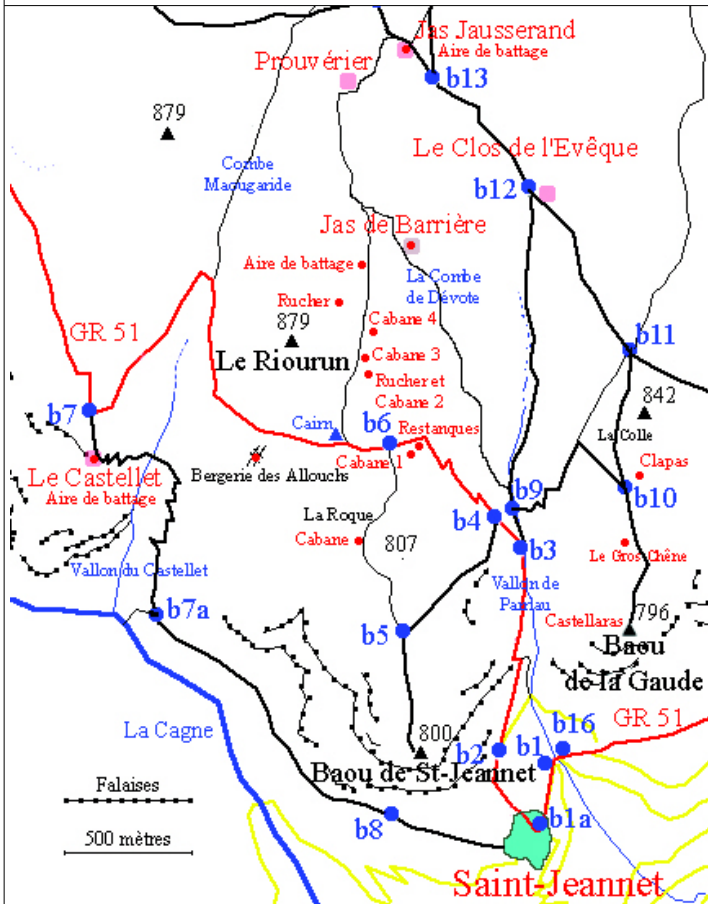 Jas Jausserand
Aire de battage
Prouvérier
b13
879
Combe
Maougaride
Le Clos de l'Evêque
b12
Jas de Barrière
Aire de battage
La Combe
de Dévote
Rucher
GR 51
Cabane 4
879
Le Riourun
Cabane 3
Rucher et
Cabane 2
b11
b7
842
Cairn
b6
Restanques
La Colle
Le Castellet
Aire de battage
Bergerie des Allouchs
Cabane 1
Clapas
b10
b9
b4
La Roque
Cabane
807
b3
Le Gros Chêne
Vallon du Castellet
Vallon de
Parriau
b7a
b5
Castellaras
796
Baou
de la Gaude
GR 51
La Cagne
800
Baou de St-Jeannet
b2
b1
b16
Falaises
500 mètres
b8
b1a
Saint-Jeannet